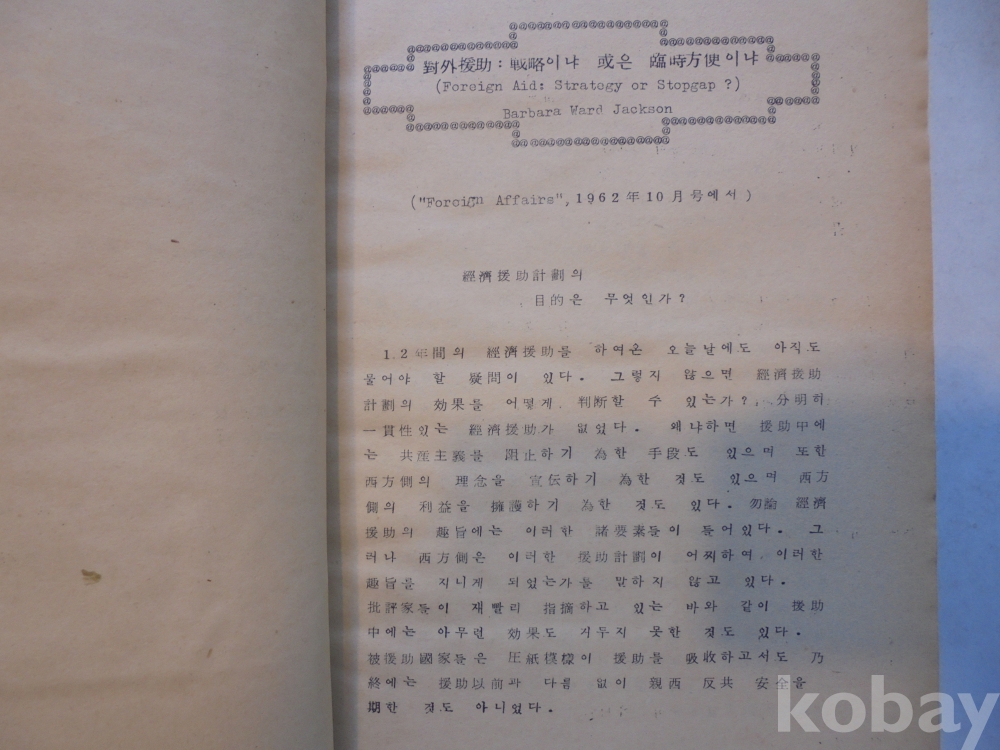 對外援助: 戰略이냐 或은 臨時方便이냐
(Foreign Aid: Strategy or Stopgap ?)
Barbara Ward Jackson
("Foreign Affairs", 1962年10月号에서)
經濟援助計劃의
目的은 무엇인가?
1.2年間의 經濟援助를 하여온 오늘날에도 아직도
물어야 할 疑問이 있다. 그렇지 않으면 經濟援助
計劃의 効果를 어떻게 判断할 수 있는가?, 分明히
一貫性있는 經濟援助가 없었다. 왜냐하면 援助中에
는 共産主義를 阻止하기 為한 手段도 있으며 또한
西方側의 理念을 宣伝하기 為한 것도 있으며 西方
側의 利益을 擁護하기 為한 것도 있다. 勿論 經濟
援助의 趣旨에는 이러한 諸要素들이 들어있다. 그
러나 西方側은 이러한 援助計劃이 어찌하여 이러한
趣旨를 지니게 되었는가를 말하지 않고 있다.
批評家들이 재빨리 指摘하고 있는 바와 같이 援助
中에는 아무런 効果도 거두지 못한 것도 있다.
被援助國家들은 圧紙模樣이 援助를 吸收하고서도 乃
終에는 援助以前과 다름 없이 親西 反共 安全을
期한 것도 아니었다.
kobay